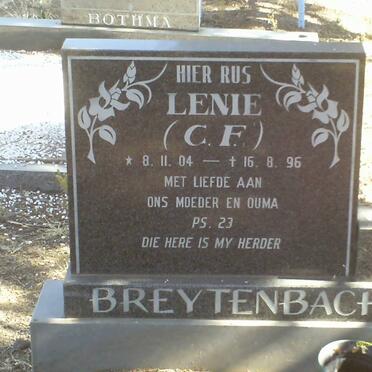 BOTHMA
HIER RUS
LENIE
(C. F.)
* 8. 11. 04 — † 16. 8. 96
MET LIEFDE AAN
ONS MOEDER EN OUMA
PS. 23
DIE HERE IS MY HERDER
BREYTENBACH